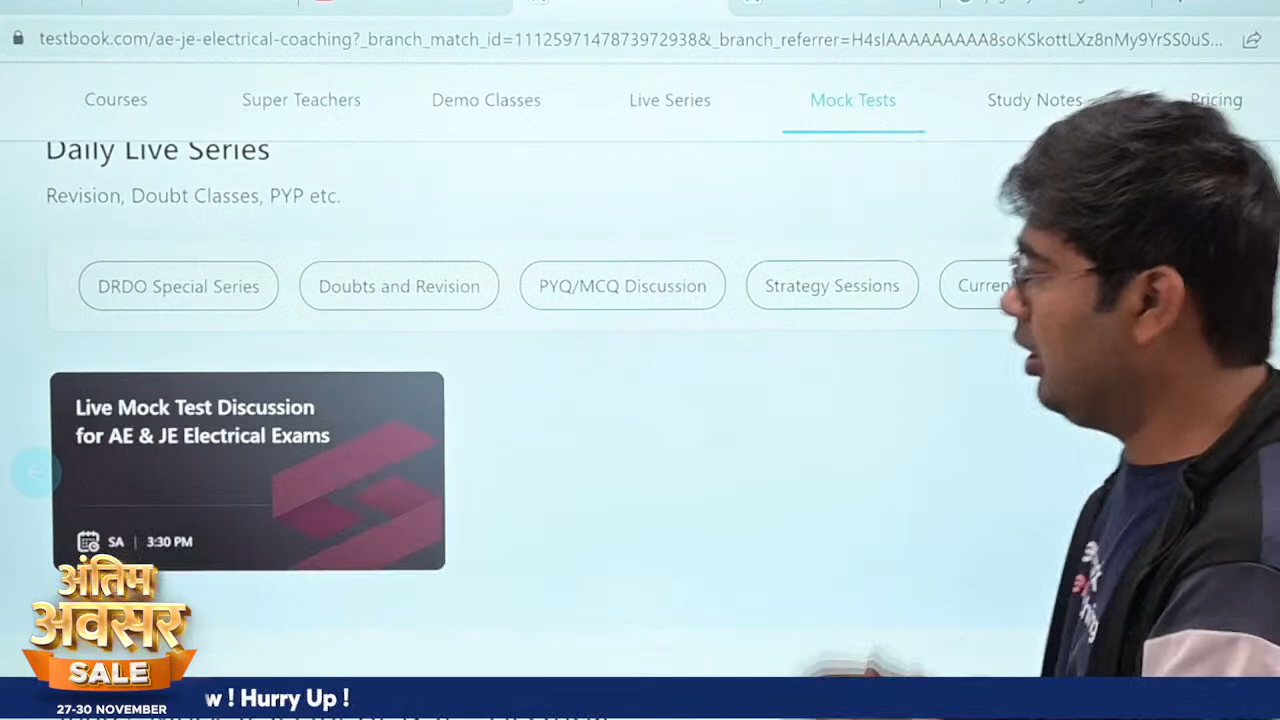 testbook.com/ae-je-electrical-coaching?_branch_match_id=1112597147873972938&_branch_referrer=H4sIAAAAAAAAA8soKSkottLXz8nMy9YrSS0uS...
Courses Super Teachers Demo Classes Live Series Mock Tests Study Notes Pricing
Daily Live Series
Revision, Doubt Classes, PYP etc.
DRDO Special Series Doubts and Revision PYQ/MCQ Discussion Strategy Sessions Curren
Live Mock Test Discussion
for AE & JE Electrical Exams
SA | 3:30 PM
अंतिम
अवसर
SALE
27-30 NOVEMBER
w ! Hurry Up !